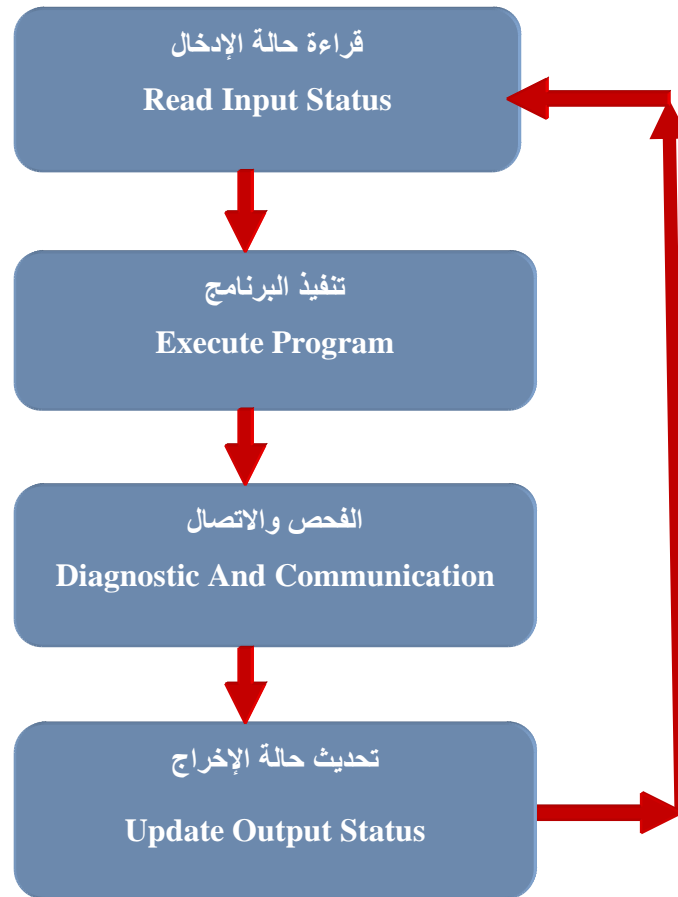 قراءة حالة الإدخال
Read Input Status
تنفيذ البرنامج
Execute Program
الفحص والاتصال
Diagnostic And Communication
تحديث حالة الإخراج
Update Output Status